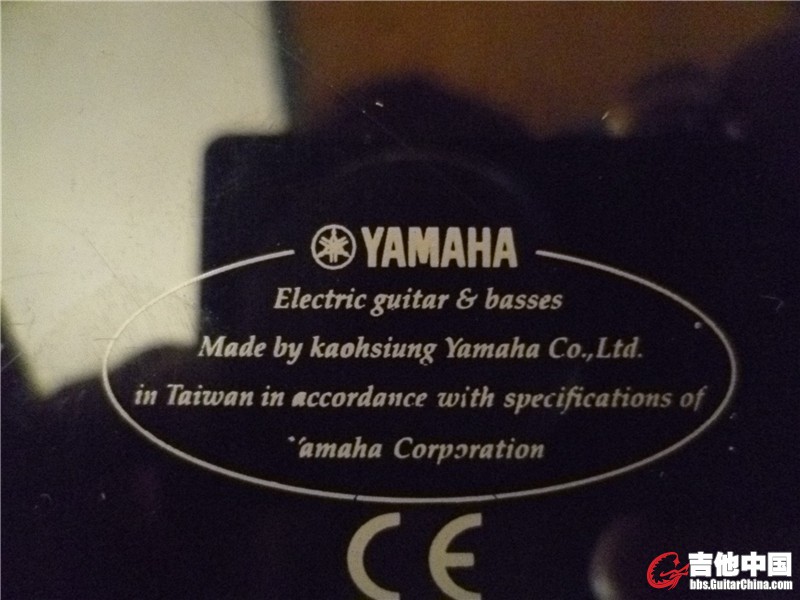 YAMAHA
Electric guitar & basses
Made by kaohsiung Yamaha Co.,Ltd.
in Taiwan in accordance with specifications of
amaha Corporation
CE
吉他中国
bbs.GuitarChina.com